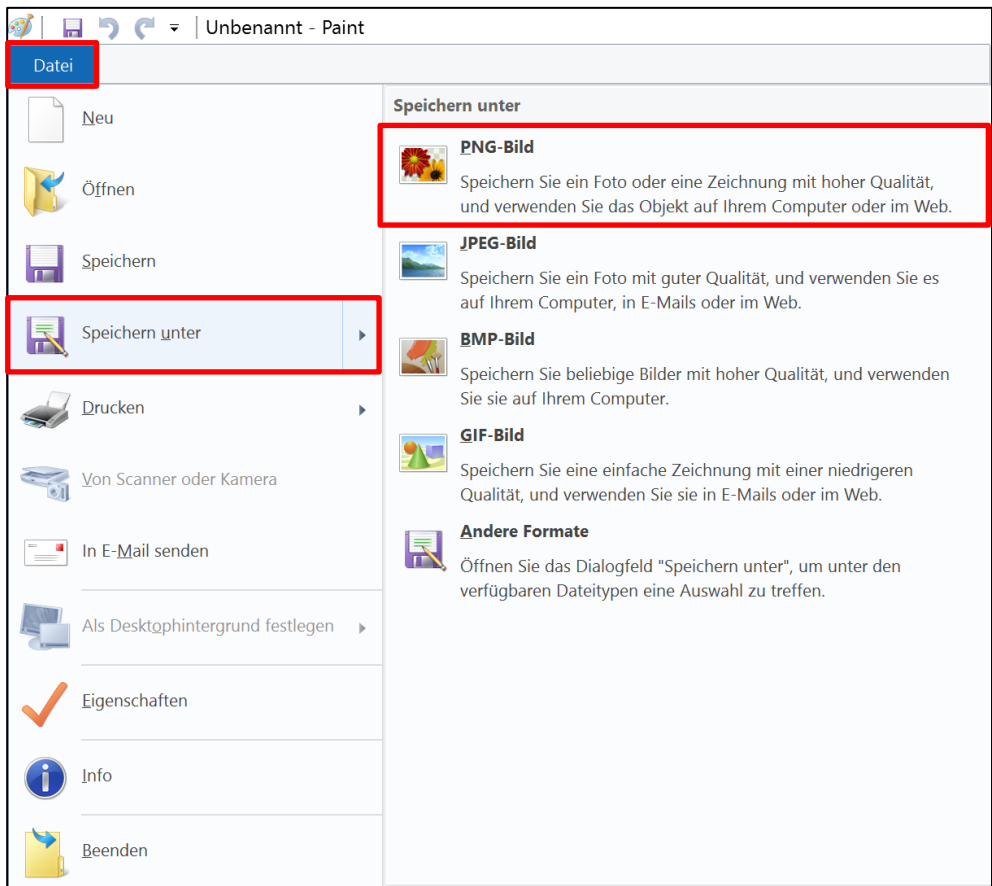 Unbenannt - Paint
Datei
Neu
Öffnen
Speichern
Speichern unter
Drucken
Von Scanner oder Kamera
In E-Mail senden
Als Desktophintergrund festlegen
Eigenschaften
Info
Beenden
Speichern unter
PNG-Bild
Speichern Sie ein Foto oder eine Zeichnung mit hoher Qualität,
und verwenden Sie das Objekt auf Ihrem Computer oder im Web.
JPEG-Bild
Speichern Sie ein Foto mit guter Qualität, und verwenden Sie es
auf Ihrem Computer, in E-Mails oder im Web.
BMP-Bild
Speichern Sie beliebige Bilder mit hoher Qualität, und verwenden
Sie sie auf Ihrem Computer.
GIF-Bild
Speichern Sie eine einfache Zeichnung mit einer niedrigeren
Qualität, und verwenden Sie sie in E-Mails oder im Web.
Andere Formate
Öffnen Sie das Dialogfeld "Speichern unter", um unter den
verfügbaren Dateitypen eine Auswahl zu treffen.